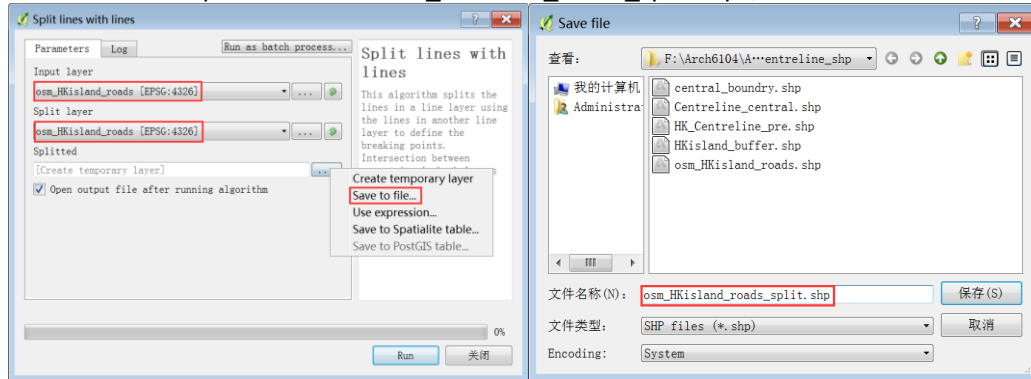 Split lines with lines
Parameters
Log
Run as batch process...
Input layer
osm_HKisland_roads [EPSG:4326]
...
Split layer
osm_HKisland_roads [EPSG:4326]
...
Splitted
[Create temporary layer]
Open output file after running algorithm
Split lines with
lines
This algorithm splits the
lines in a line layer using
the lines in another line
layer to define the
breaking points.
Intersection between
Create temporary layer
Save to file...
Use expression...
Save to Spatialite table...
Save to PostGIS table...
0%
Run
关闭
Save file
查看:
F:\Arch6104\A···entreline_shp
我的计算机
Administra
central_boundry.shp
Centreline_central.shp
HK_Centreline_pre.shp
HKisland_buffer.shp
osm_HKisland_roads.shp
文件名称(N):
osm_HKisland_roads_split.shp
保存(S)
文件类型:
SHP files (*.shp)
取消
Encoding:
System